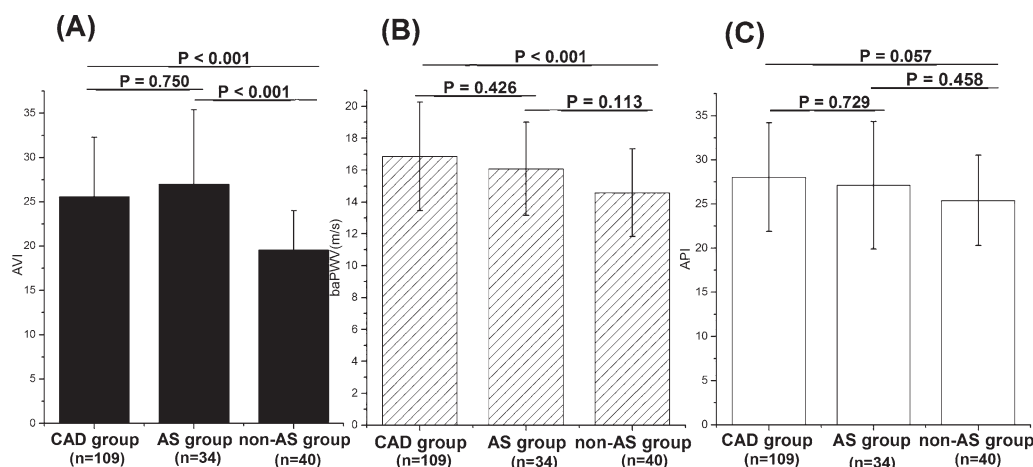 (A)
P < 0.001
P = 0.750
P <0.001
35
30
25
20
15
10
5
0
AVI
CAD group
AS group
non-AS group
(n=109)
(n=34)
(n=40)
(B)
P < 0.001
P = 0.426
P = 0.113
20
18
16
14
12
10
8
6
4
2
0
baPWV(m/s)
CAD group
AS group
non-AS group
(n=109)
(n=34)
(n=40)
(C)
P = 0.057
P = 0.458
P = 0.729
35
30
25
20
15
10
5
0
API
CAD group
AS group
non-AS group
(n=109)
(n=34)
(n=40)